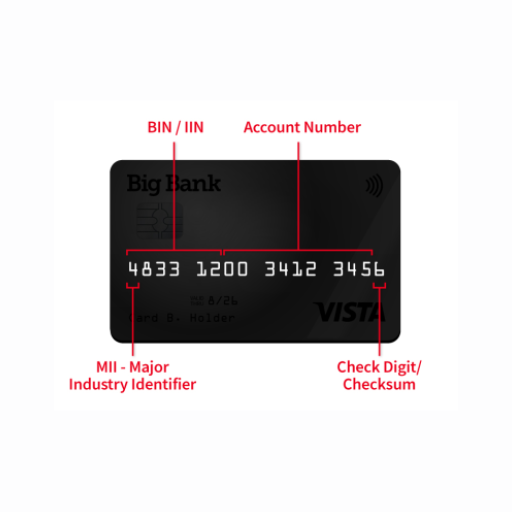 BIN / IIN
Account Number
Big Bank
4833 1200 3412 3456
8/26
Card B. Holder
VISTA
MII - Major
Industry Identifier
Check Digit/
Checksum